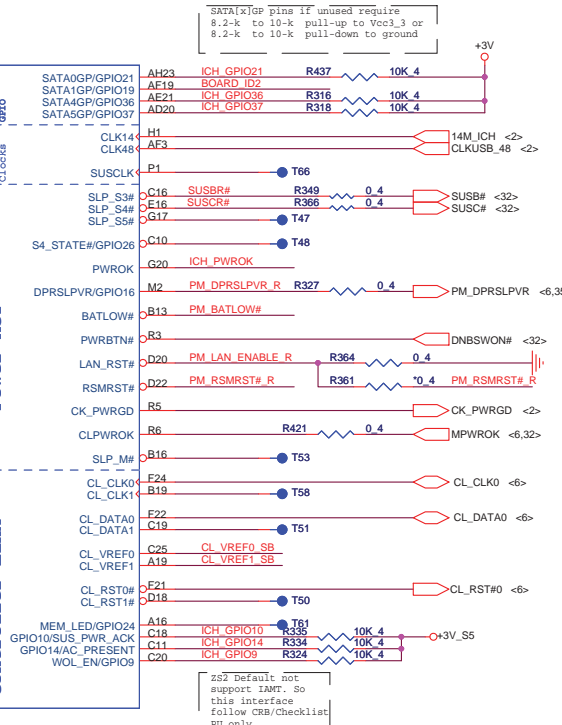 SATA[x]GP pins if unused require
8.2-k to 10-k pull-up to Vcc3_3 or
8.2-k to 10-k pull-down to ground
+3V
SATA0GP/GPIO21 AH23 ICH_GPIO21 R437 10K_4
SATA1GP/GPIO19 AF19 BOARD_ID2
SATA4GP/GPIO36 AE21 ICH_GPIO36 R316 10K_4
SATA5GP/GPIO37 AD20 ICH_GPIO37 R318 10K_4
GPIO
CLK14 H1 14M_ICH <2>
CLK48 AF3 CLKUSB_48 <2>
Clocks
SUSCLK P1 T66
SLP_S3# C16 SUSBR# R349 0_4 SUSB# <32>
SLP_S4# E16 SUSCR# R366 0_4 SUSC# <32>
SLP_S5# G17 T47
S4_STATE#/GPIO26 C10 T48
PWROK G20 ICH_PWROK
DPRSLPVR/GPIO16 M2 PM_DPRSLPVR_R R327 0_4 PM_DPRSLPVR <6,35
BATLOW# B13 PM_BATLOW#
PWRBTN# R3 DNBSWON# <32>
LAN_RST# D20 PM_LAN_ENABLE_R R364 0_4
RSMRST# D22 PM_RSMRST#_R R361 *0_4 PM_RSMRST#_R
CK_PWRGD R5 CK_PWRGD <2>
CLPWROK R6 R421 0_4 MPWROK <6,32>
SLP_M# B16 T53
CL_CLK0 F24 CL_CLK0 <6>
CL_CLK1 B19 T58
CL_DATA0 F22 CL_DATA0 <6>
CL_DATA1 C19 T51
CL_VREF0 C25 CL_VREF0_SB
CL_VREF1 A19 CL_VREF1_SB
CL_RST0# F21 CL_RST#0 <6>
CL_RST1# D18 T50
MEM_LED/GPIO24 A16 T61
GPIO10/SUS_PWR_ACK C18 ICH_GPIO10 R335 10K_4 +3V_S5
GPIO14/AC_PRESENT C11 ICH_GPIO14 R334 10K_4
WOL_EN/GPIO9 C20 ICH_GPIO9 R324 10K_4
ZS2 Default not
support IAMT. So
this interface
follow CRB/Checklist
PU only